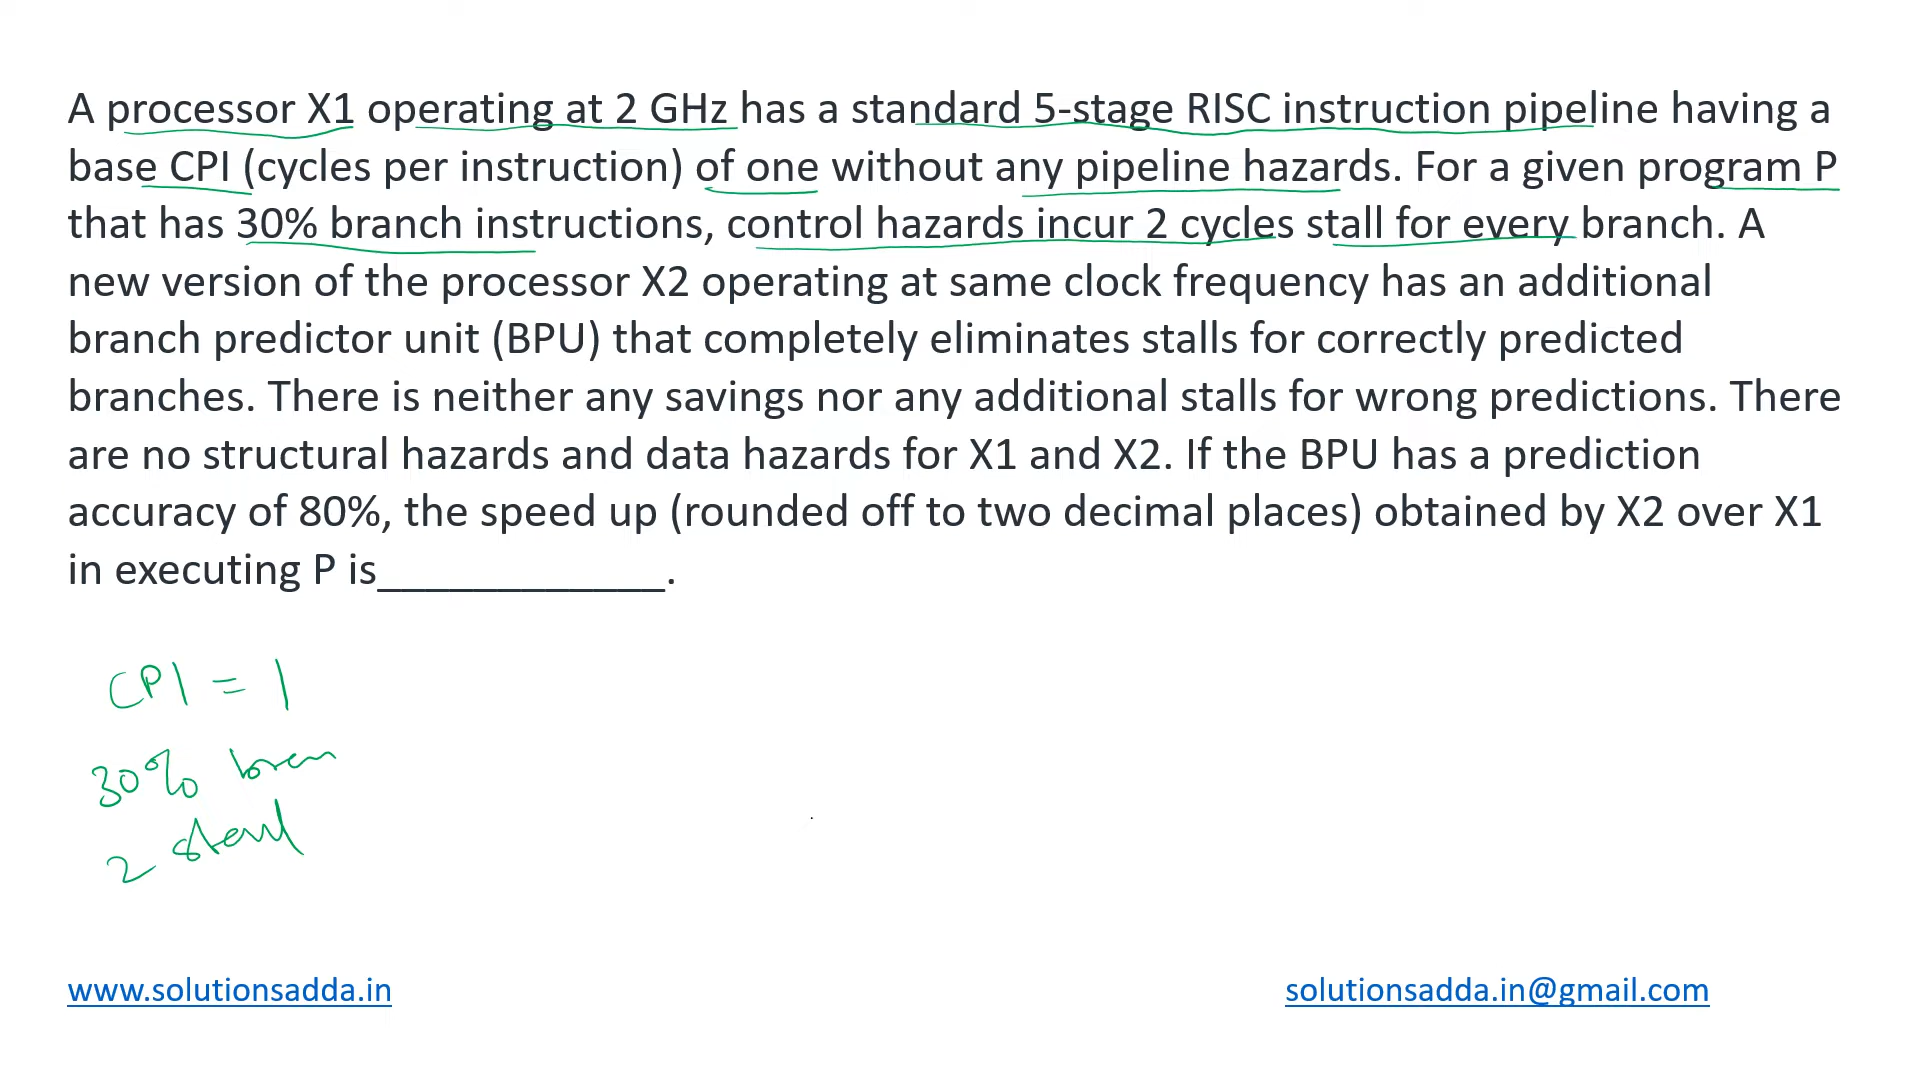 A processor X1 operating at 2 GHz has a standard 5-stage RISC instruction pipeline having a
base CPI (cycles per instruction) of one without any pipeline hazards. For a given program P
that has 30% branch instructions, control hazards incur 2 cycles stall for every branch. A
new version of the processor X2 operating at same clock frequency has an additional
branch predictor unit (BPU) that completely eliminates stalls for correctly predicted
branches. There is neither any savings nor any additional stalls for wrong predictions. There
are no structural hazards and data hazards for X1 and X2. If the BPU has a prediction
accuracy of 80%, the speed up (rounded off to two decimal places) obtained by X2 over X1
in executing P is____________.
CPI = 1
30%
2
www.solutionsadda.in
solutionsadda.in@gmail.com